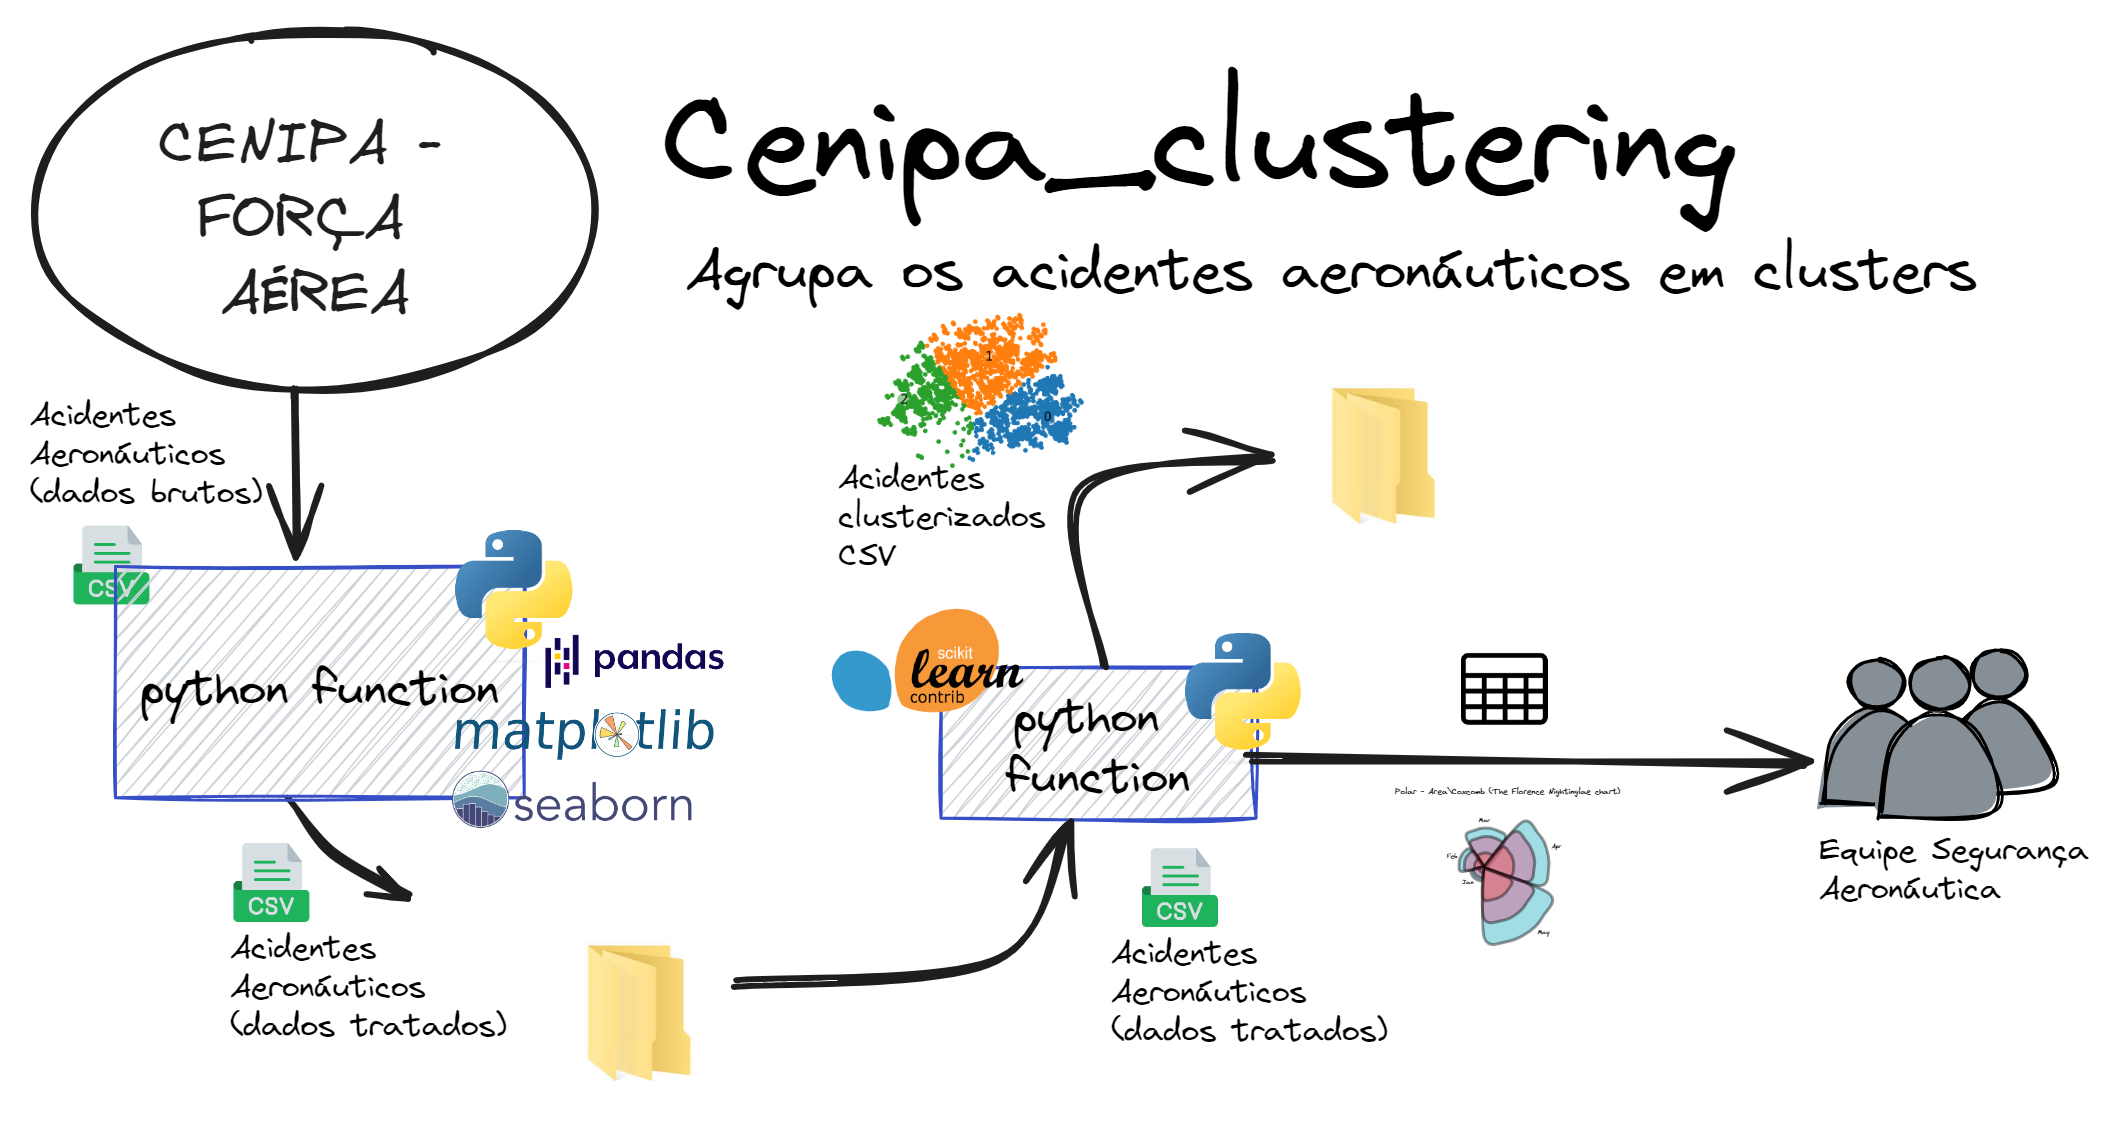 CENIPA -
FORÇA
AÉREA
Cenipa_clustering
Agrupa os acidentes aeronáuticos em clusters
Acidentes
Aeronáuticos
(dados brutos)
CSV
python function
pandas
matplotlib
seaborn
CSV
Acidentes
Aeronáuticos
(dados tratados)
1
2
0
Acidentes
clusterizados
CSV
scikit
learn
contrib
python
function
CSV
Acidentes
Aeronáuticos
(dados tratados)
Polar - Area\Coxcomb (The Florence Nightinglae chart)
Mar
Apr
Feb
Jan
May
Equipe Segurança
Aeronáutica